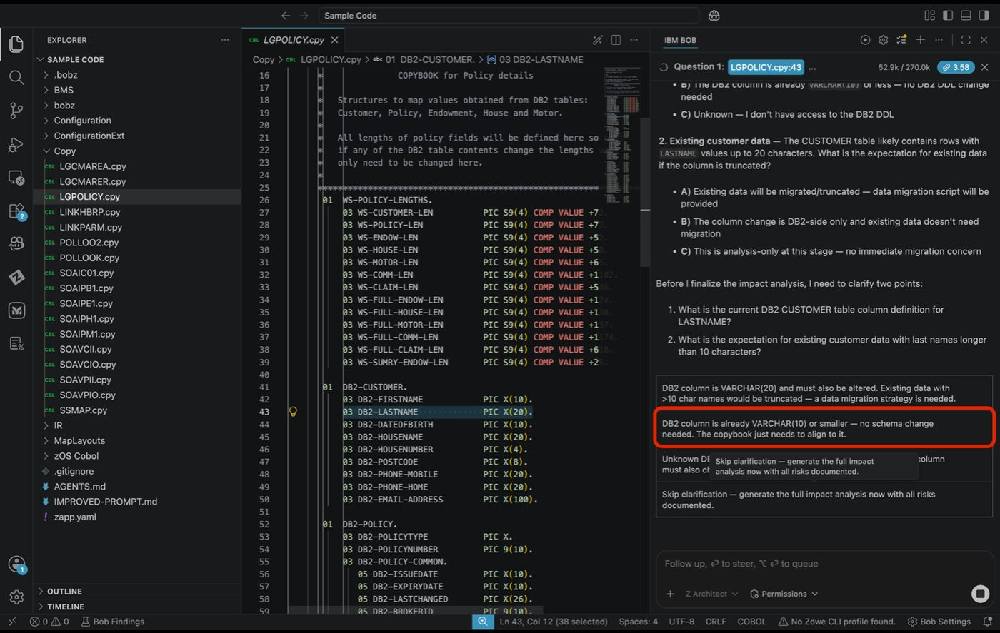 Sample Code
EXPLORER
SAMPLE CODE
.bobz
BMS
bobz
Configuration
ConfigurationExt
Copy
CBL LGCMAREA.cpy
CBL LGCMARER.cpy
CBL LGPOLICY.cpy
CBL LINKHBRP.cpy
CBL LINKPARM.cpy
CBL POLLOO2.cpy
CBL POLLOOK.cpy
CBL SOAIC01.cpy
CBL SOAIPB1.cpy
CBL SOAIPE1.cpy
CBL SOAIPH1.cpy
CBL SOAIPM1.cpy
CBL SOAVCII.cpy
CBL SOAVCIO.cpy
CBL SOAVPII.cpy
CBL SOAVPIO.cpy
CBL SSMAP.cpy
IR
MapLayouts
zOS Cobol
.gitignore
AGENTS.md
IMPROVED-PROMPT.md
! zapp.yaml
OUTLINE
TIMELINE
2
1
CBL LGPOLICY.cpy
Copy > CBL LGPOLICY.cpy > abc 01 DB2-CUSTOMER. > 03 DB2-LASTNAME
16 * COPYBOOK for Policy details
17 *
18 * Structures to map values obtained from DB2 tables:
19 * Customer, Policy, Endowment, House and Motor.
20 *
21 * All lengths of policy fields will be defined here so
22 * if any of the DB2 table contents change the lengths
23 * only need to be changed here.
24 *
25 **************************************************
26 01 WS-POLICY-LENGTHS.
27 03 WS-CUSTOMER-LEN PIC S9(4) COMP VALUE +7
28 03 WS-POLICY-LEN PIC S9(4) COMP VALUE +7
29 03 WS-ENDOW-LEN PIC S9(4) COMP VALUE +5
30 03 WS-HOUSE-LEN PIC S9(4) COMP VALUE +5
31 03 WS-MOTOR-LEN PIC S9(4) COMP VALUE +6
32 03 WS-COMM-LEN PIC S9(4) COMP VALUE +1102.
33 03 WS-CLAIM-LEN PIC S9(4) COMP VALUE +546.
34 03 WS-FULL-ENDOW-LEN PIC S9(4) COMP VALUE +124.
35 03 WS-FULL-HOUSE-LEN PIC S9(4) COMP VALUE +130.
36 03 WS-FULL-MOTOR-LEN PIC S9(4) COMP VALUE +137.
37 03 WS-FULL-COMM-LEN PIC S9(4) COMP VALUE +1174.
38 03 WS-FULL-CLAIM-LEN PIC S9(4) COMP VALUE +618.
39 03 WS-SUMRY-ENDOW-LEN PIC S9(4) COMP VALUE +2
40
41 01 DB2-CUSTOMER.
42 03 DB2-FIRSTNAME PIC X(10).
43 03 DB2-LASTNAME PIC X(20).
44 03 DB2-DATEOFBIRTH PIC X(10).
45 03 DB2-HOUSENAME PIC X(20).
46 03 DB2-HOUSENUMBER PIC X(4).
47 03 DB2-POSTCODE PIC X(8).
48 03 DB2-PHONE-MOBILE PIC X(20).
49 03 DB2-PHONE-HOME PIC X(20).
50 03 DB2-EMAIL-ADDRESS PIC X(100).
51
52 01 DB2-POLICY.
53 03 DB2-POLICYTYPE PIC X.
54 03 DB2-POLICYNUMBER PIC 9(10).
55 03 DB2-POLICY-COMMON.
56 05 DB2-ISSUEDATE PIC X(10).
57 05 DB2-EXPIRYDATE PIC X(10).
58 05 DB2-LASTCHANGED PIC X(26).
59 05 DB2-BROKERID PIC 9(10).
IBM BOB
Question 1: LGPOLICY.cpy:43 ... 52.9k / 270.0k 3.58
• B) The DB2 column is already VARCHAR(10) or less — no DB2 DDL change
needed
• C) Unknown — I don't have access to the DB2 DDL
2. Existing customer data — The CUSTOMER table likely contains rows with
LASTNAME values up to 20 characters. What is the expectation for existing data
if the column is truncated?
• A) Existing data will be migrated/truncated — data migration script will be
provided
• B) The column change is DB2-side only and existing data doesn't need
migration
• C) This is analysis-only at this stage — no immediate migration concern
Before I finalize the impact analysis, I need to clarify two points:
1. What is the current DB2 CUSTOMER table column definition for
LASTNAME?
2. What is the expectation for existing customer data with last names longer
than 10 characters?
DB2 column is VARCHAR(20) and must also be altered. Existing data with
>10 char names would be truncated — a data migration strategy is needed.
DB2 column is already VARCHAR(10) or smaller — no schema change
needed. The copybook just needs to align to it.
Unknown DB column
must also ch
Skip clarification — generate the full impact
analysis now with all risks documented.
Skip clarification — generate the full impact analysis now with all risks
documented.
Follow up, ⏎ to steer, ⌥ ⏎ to queue
+ Z Architect Permissions
0 0 Bob Findings
Ln 43, Col 12 (38 selected) Spaces: 4 UTF-8 CRLF COBOL No Zowe CLI profile found. Bob Settings